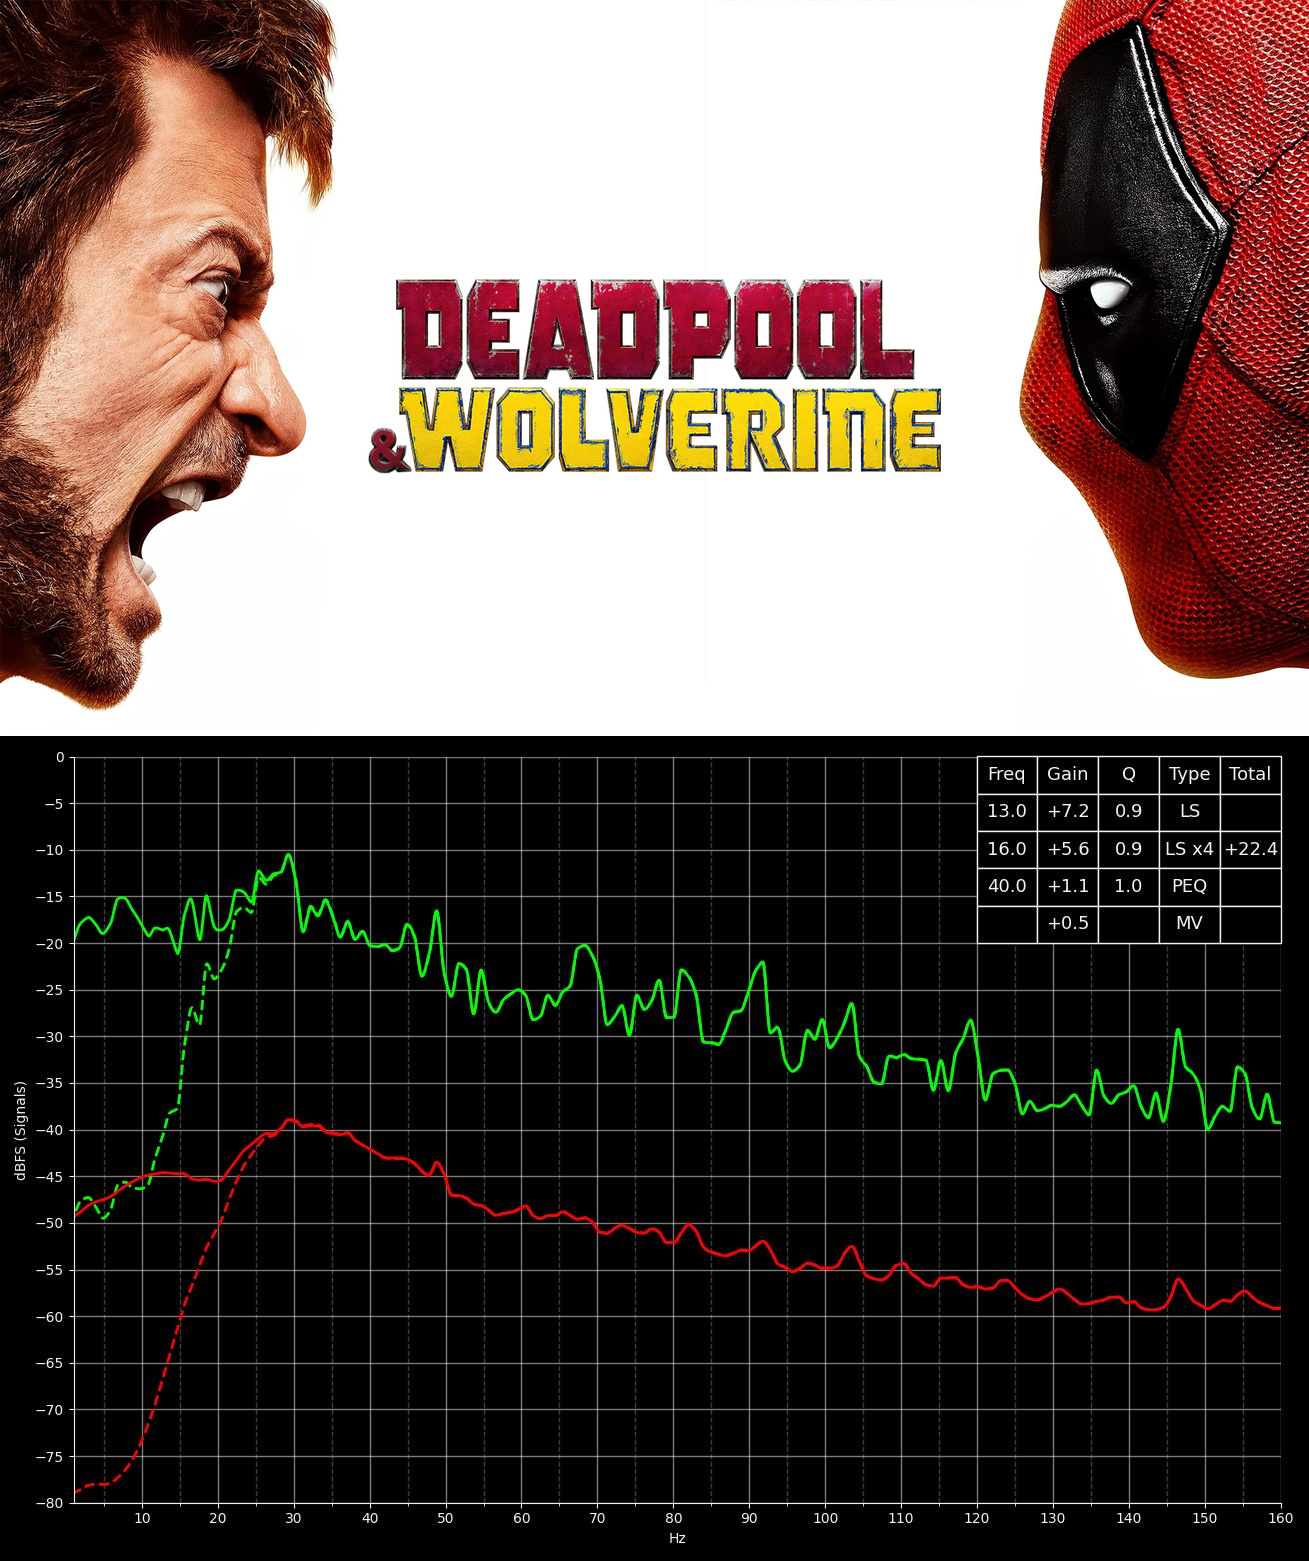 DEADPOOL
& WOLVERINE
Freq Gain Q Type Total
13.0 +7.2 0.9 LS
16.0 +5.6 0.9 LS x4 +22.4
40.0 +1.1 1.0 PEQ
+0.5 MV
0
−5
−10
−15
−20
−25
−30
−35
−40
−45
−50
−55
−60
−65
−70
−75
−80
dBFS (Signals)
10 20 30 40 50 60 70 80 90 100 110 120 130 140 150 160
Hz